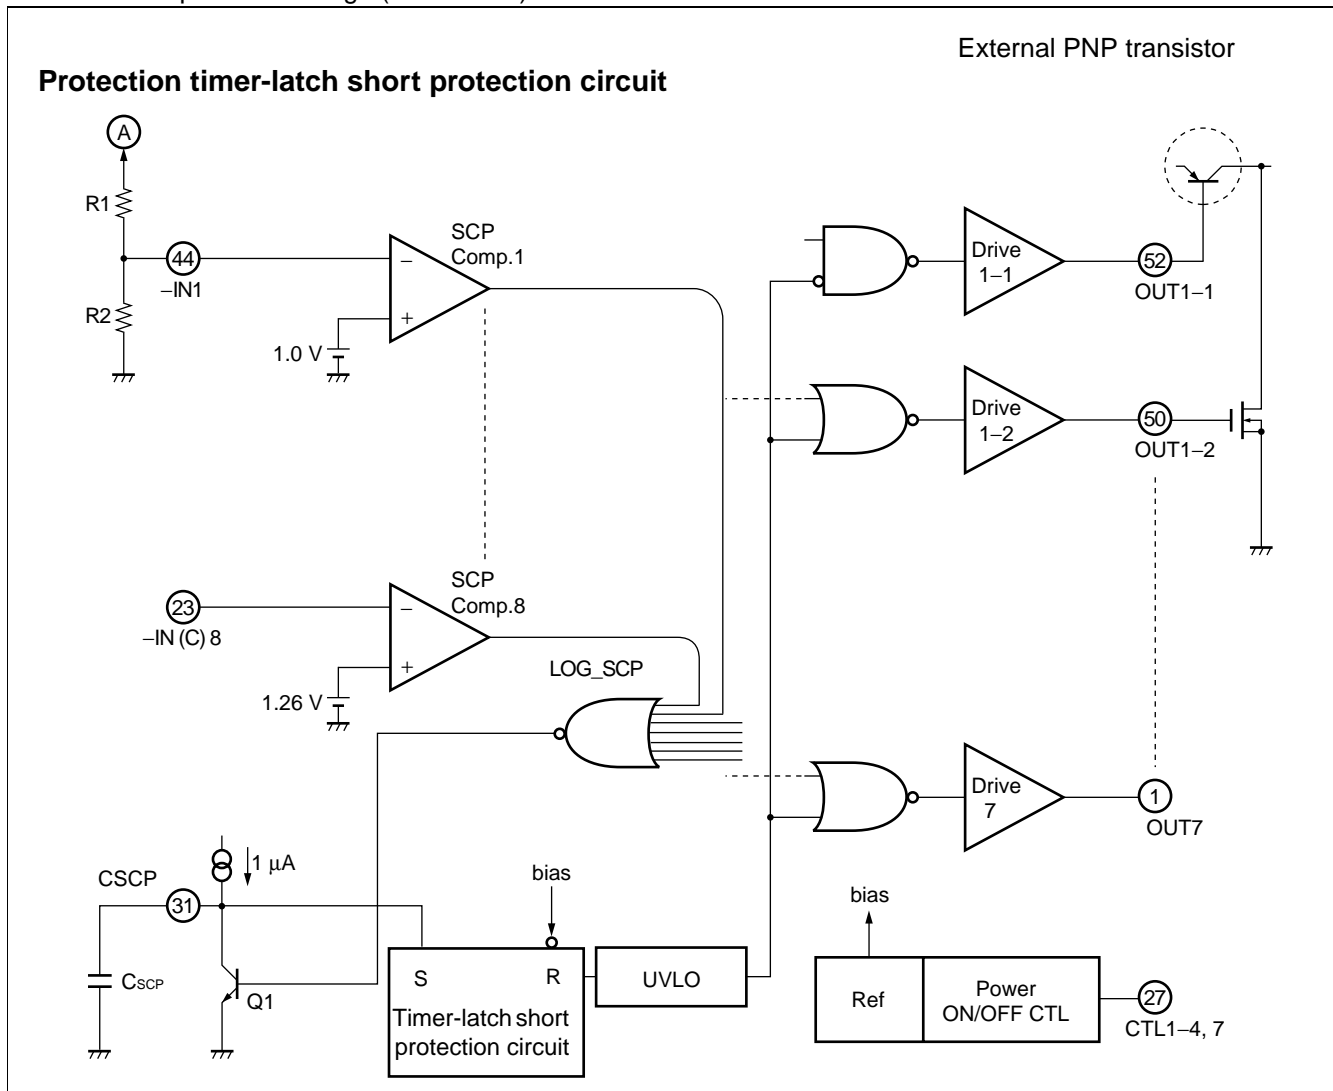 External PNP transistor
Protection timer-latch short protection circuit
A
R1
44
−IN1
R2
1.0 V
−
+
SCP
Comp.1
Drive
1−1
52
OUT1−1
Drive
1−2
50
OUT1−2
23
−IN (C) 8
1.26 V
−
+
SCP
Comp.8
LOG_SCP
Drive
7
1
OUT7
1 μA
CSCP
31
CSCP
Q1
bias
S
R
Timer-latch short
protection circuit
UVLO
bias
Ref
Power
ON/OFF CTL
27
CTL1−4, 7